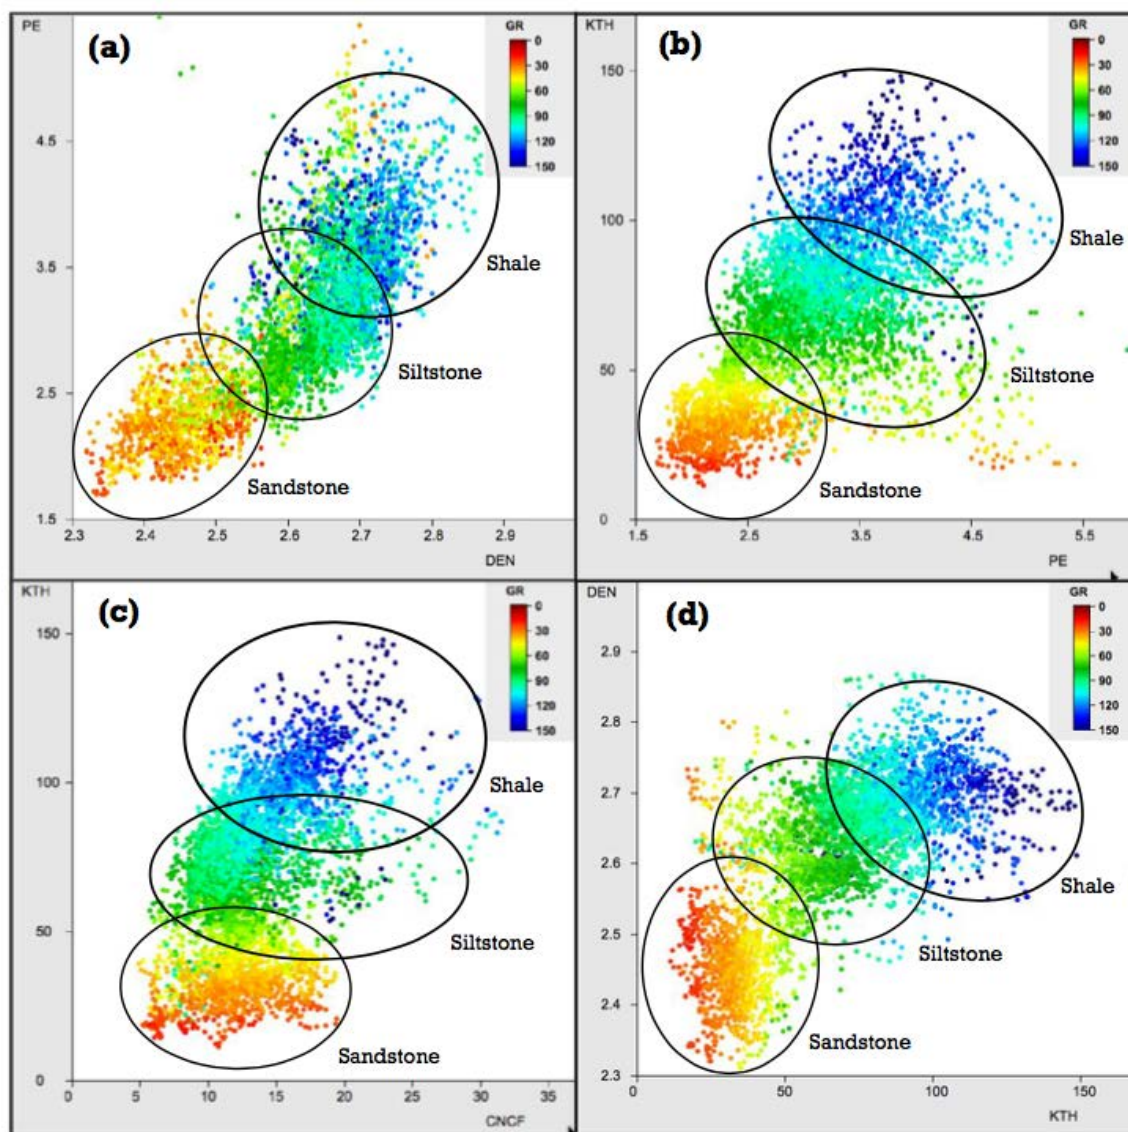 PE
(a)
GR
0
30
60
90
120
150
4.5
3.5
2.5
1.5
Shale
Siltstone
Sandstone
2.3 2.4 2.5 2.6 2.7 2.8 2.9
DEN
KTH
(b)
GR
0
30
60
90
120
150
150
100
50
0
Shale
Siltstone
Sandstone
1.5 2.5 3.5 4.5 5.5
PE
KTH
(c)
GR
0
30
60
90
120
150
150
100
50
0
Shale
Siltstone
Sandstone
0 5 10 15 20 25 30 35
CNCF
DEN
(d)
GR
0
30
60
90
120
150
2.9
2.8
2.7
2.6
2.5
2.4
2.3
Shale
Siltstone
Sandstone
0 50 100 150
KTH